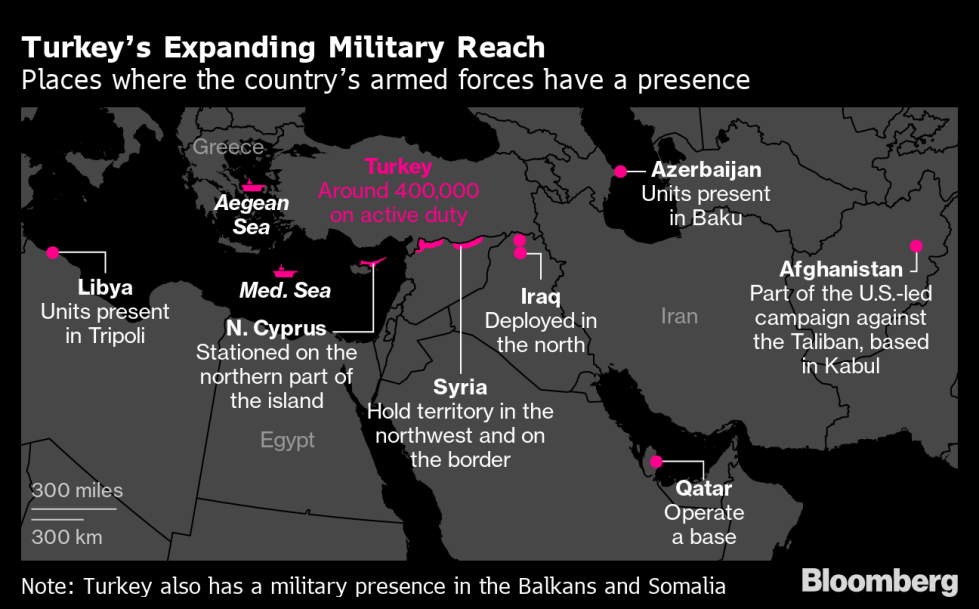 Turkey's Expanding Military Reach
Places where the country's armed forces have a presence
Greece
Turkey
Around 400,000
on active duty
Azerbaijan
Units present
in Baku
Aegean
Sea
Afghanistan
Part of the U.S.-led
campaign against
the Taliban, based
in Kabul
Libya
Units present
in Tripoli
Med. Sea
Iraq
Deployed in
the north
Iran
N. Cyprus
Stationed on the
northern part of
the island
Syria
Hold territory in the
northwest and on
the border
Egypt
Qatar
Operate
a base
300 miles
300 km
Note: Turkey also has a military presence in the Balkans and Somalia
Bloomberg